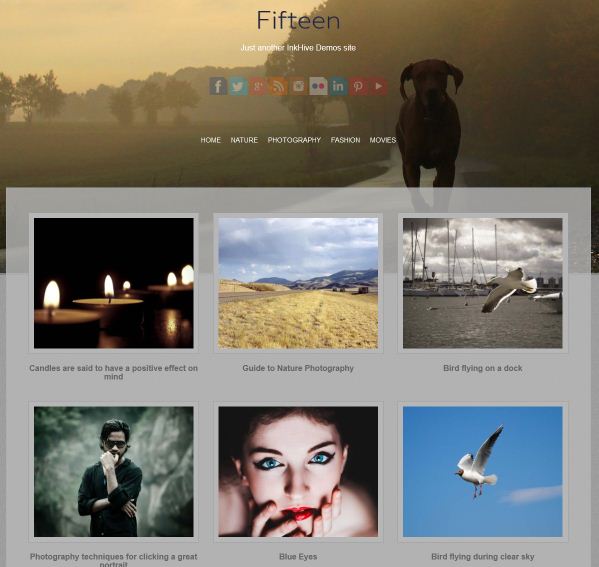 Fifteen
Just another InkHive Demos site
HOME NATURE PHOTOGRAPHY FASHION MOVIES
Candles are said to have a positive effect on
mind
Guide to Nature Photography
Bird flying on a dock
Photography techniques for clicking a great
portrait
Blue Eyes
Bird flying during clear sky